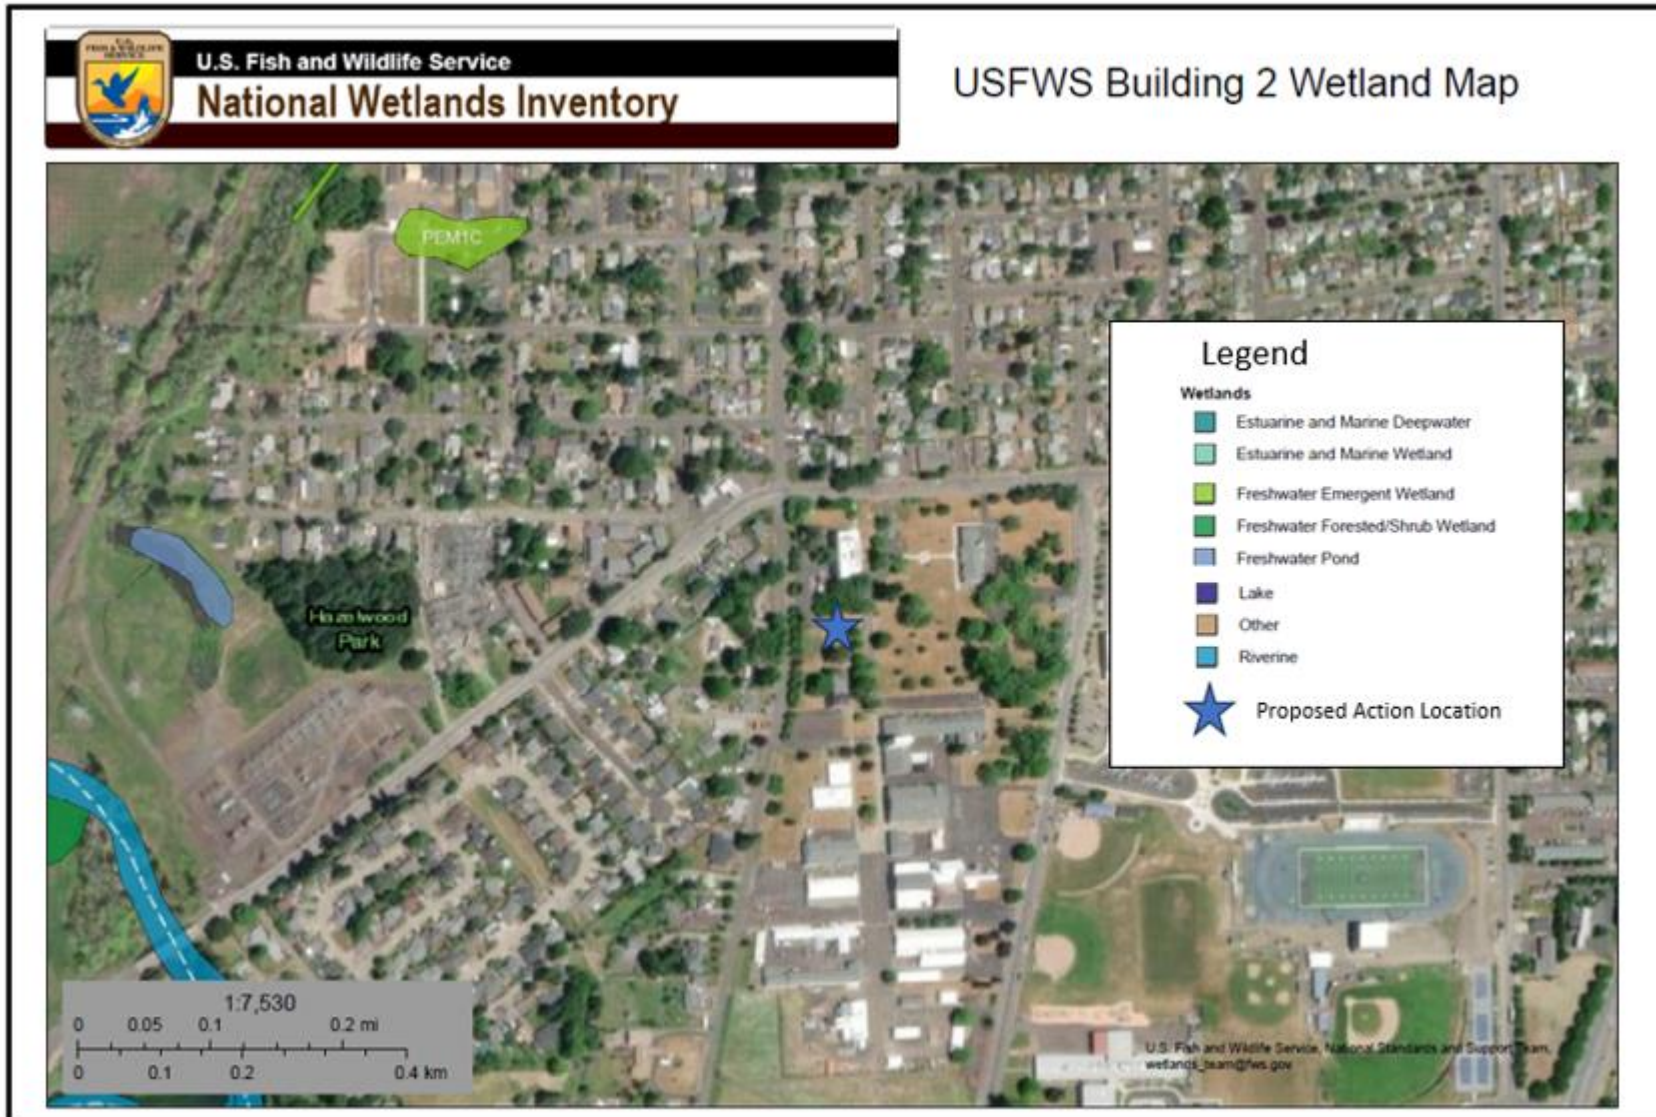 U.S.
FISH & WILDLIFE
SERVICE
U.S. Fish and Wildlife Service
National Wetlands Inventory
USFWS Building 2 Wetland Map
PEM1C
Hazelwood
Park
Legend
Wetlands
Estuarine and Marine Deepwater
Estuarine and Marine Wetland
Freshwater Emergent Wetland
Freshwater Forested/Shrub Wetland
Freshwater Pond
Lake
Other
Riverine
Proposed Action Location
1:7,530
0 0.05 0.1 0.2 mi
0 0.1 0.2 0.4 km
U.S. Fish and Wildlife Service, National Standards and Support Team,
wetlands_team@fws.gov